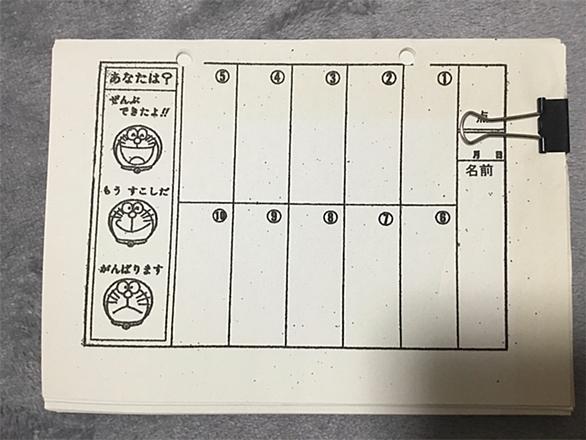 点
月 日
名前
①
②
③
④
⑤
⑥
⑦
⑧
⑨
⑩
あなたは?
ぜんぶ
できたよ!!
もう すこしだ
がんばります